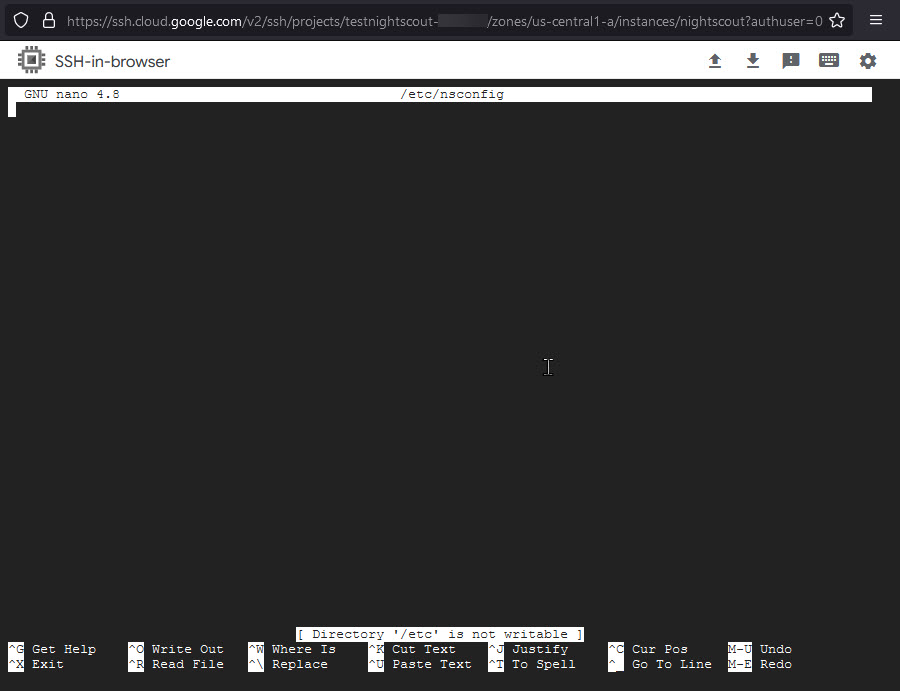 https://ssh.cloud.google.com/v2/ssh/projects/testnightscout- /zones/us-central1-a/instances/nightscout?authuser=0
SSH-in-browser
GNU nano 4.8 /etc/nsconfig
[ Directory '/etc' is not writable ]
^G Get Help ^O Write Out ^W Where Is ^K Cut Text ^J Justify ^C Cur Pos M-U Undo
^X Exit ^R Read File ^\ Replace ^U Paste Text ^T To Spell ^_ Go To Line M-E Redo